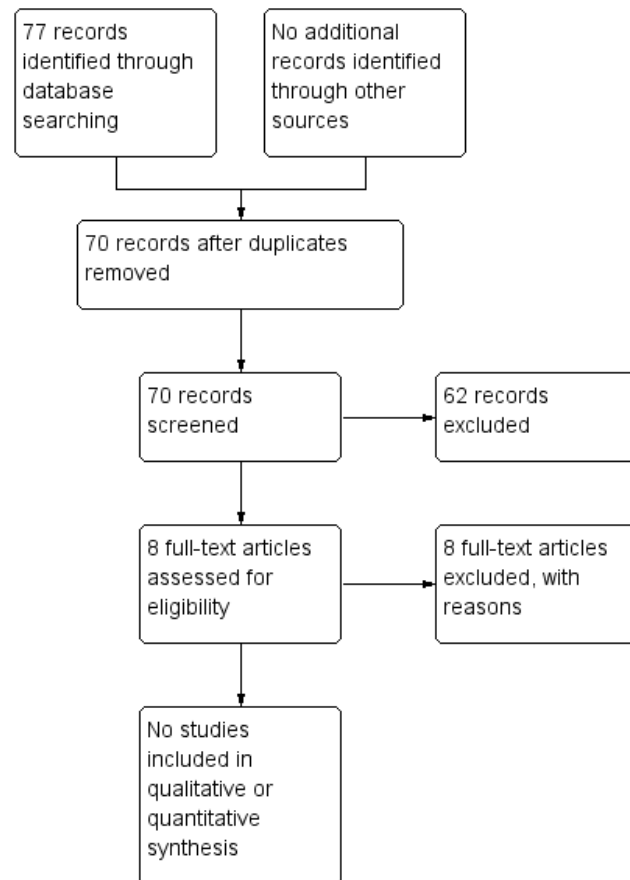 77 records
identified through
database
searching
No additional
records identified
through other
sources
70 records after duplicates
removed
70 records
screened
62 records
excluded
8 full-text articles
assessed for
eligibility
8 full-text articles
excluded, with
reasons
No studies
included in
qualitative or
quantitative
synthesis